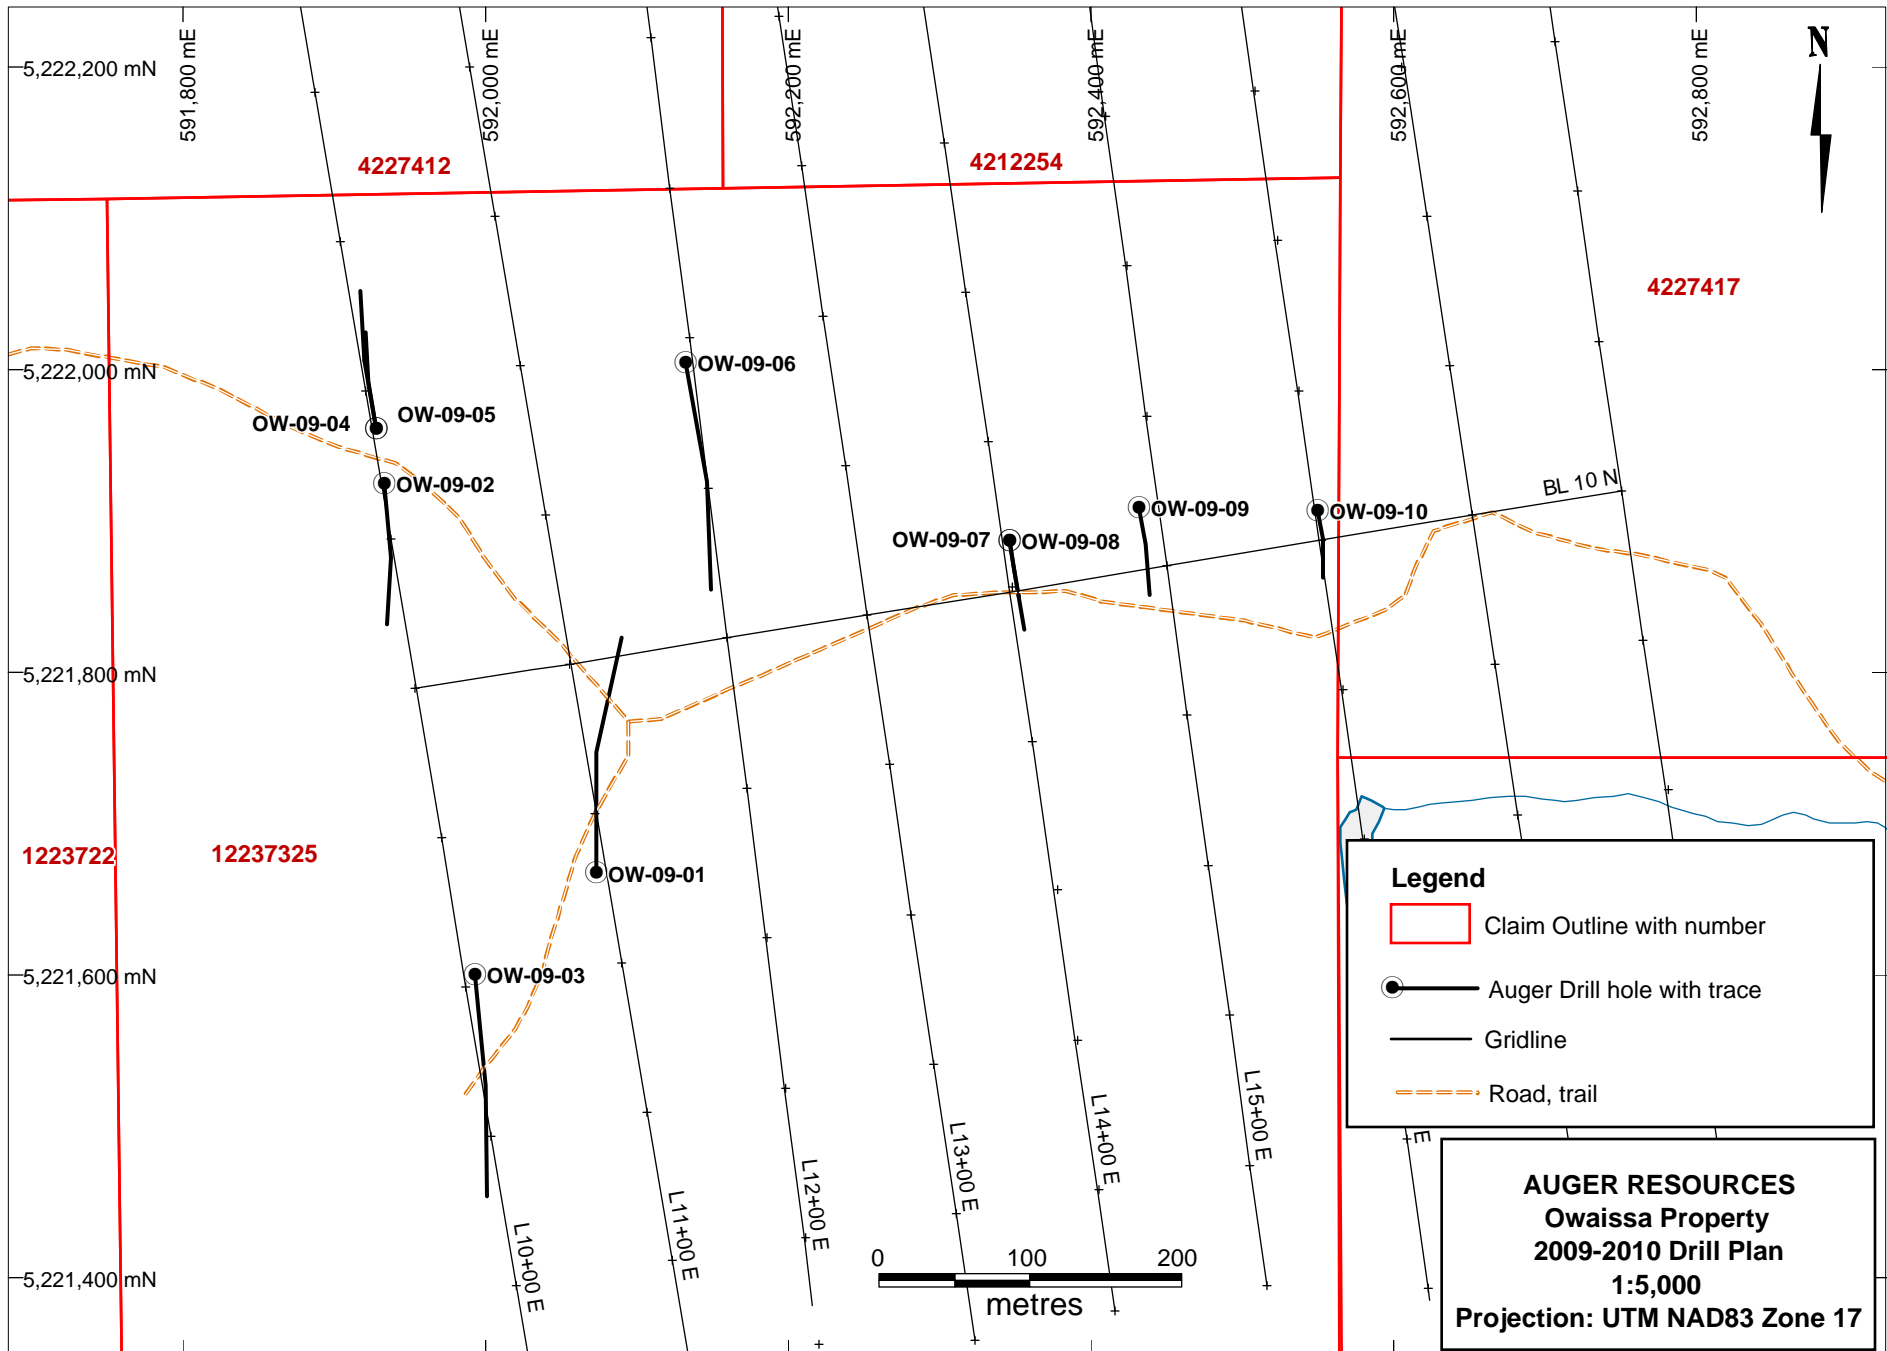 591,800 mE
592,000 mE
592,200 mE
592,400 mE
592,600 mE
592,800 mE
N
5,222,200 mN
4227412
4212254
4227417
5,222,000 mN
OW-09-06
OW-09-04
OW-09-05
OW-09-02
BL 10 N
OW-09-09
OW-09-10
OW-09-07
OW-09-08
5,221,800 mN
1223722
12237325
OW-09-01
5,221,600 mN
OW-09-03
Legend
Claim Outline with number
Auger Drill hole with trace
Gridline
Road, trail
L10+00 E
L11+00 E
L12+00 E
L13+00 E
L14+00 E
L15+00 E
E
5,221,400 mN
0 100 200
metres
AUGER RESOURCES
Owaissa Property
2009-2010 Drill Plan
1:5,000
Projection: UTM NAD83 Zone 17